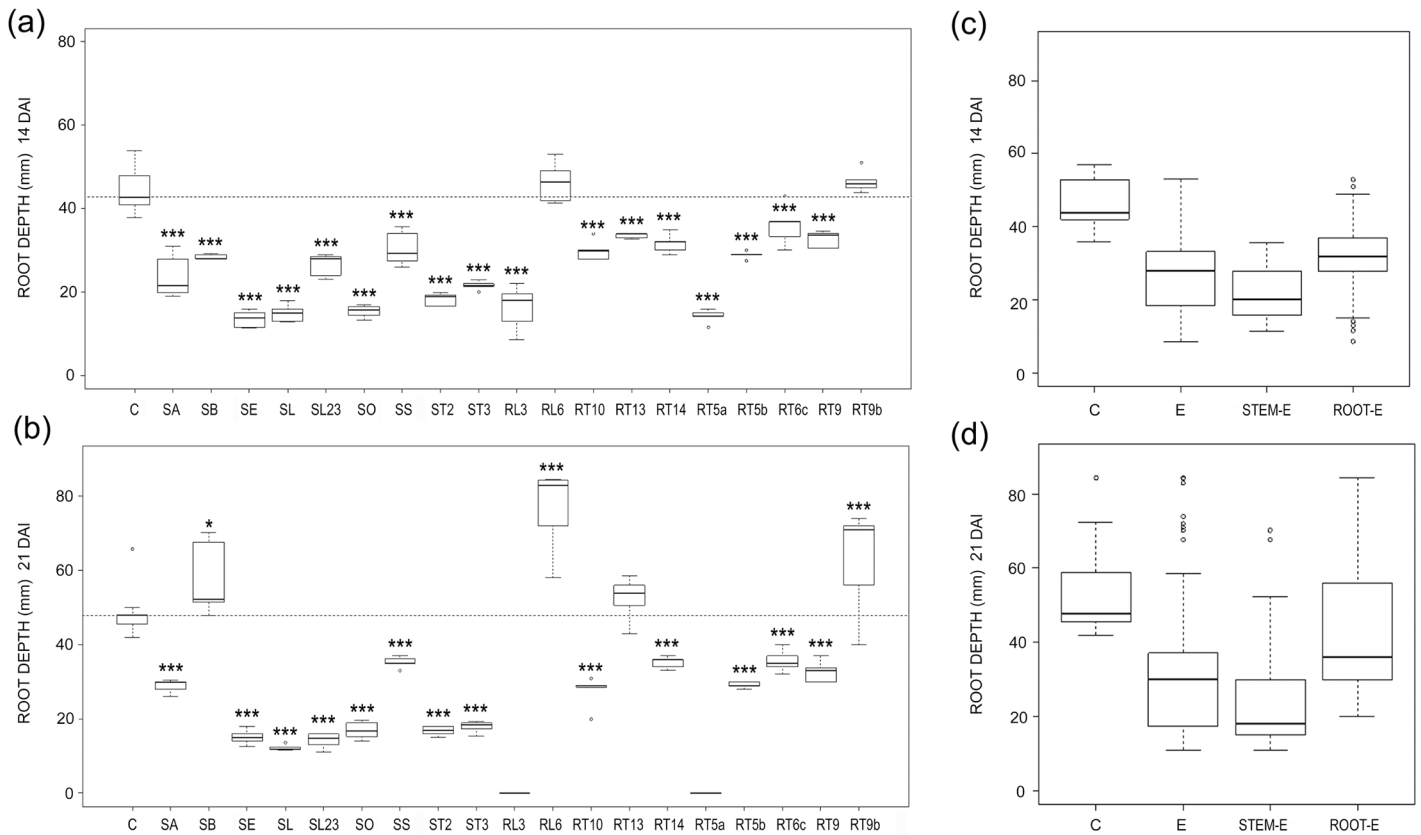 (a)
ROOT DEPTH (mm) 14 DAI
80
60
40
20
0
*** *** *** *** *** *** *** *** *** *** *** *** *** *** *** *** ***
C SA SB SE SL SL23 SO SS ST2 ST3 RL3 RL6 RT10 RT13 RT14 RT5a RT5b RT6c RT9 RT9b
(b)
ROOT DEPTH (mm) 21 DAI
80
60
40
20
0
*** * *** *** *** *** *** *** *** *** *** *** *** *** *** ***
C SA SB SE SL SL23 SO SS ST2 ST3 RL3 RL6 RT10 RT13 RT14 RT5a RT5b RT6c RT9 RT9b
(c)
ROOT DEPTH (mm) 14 DAI
80
60
40
20
0
C E STEM-E ROOT-E
(d)
ROOT DEPTH (mm) 21 DAI
80
60
40
20
0
C E STEM-E ROOT-E